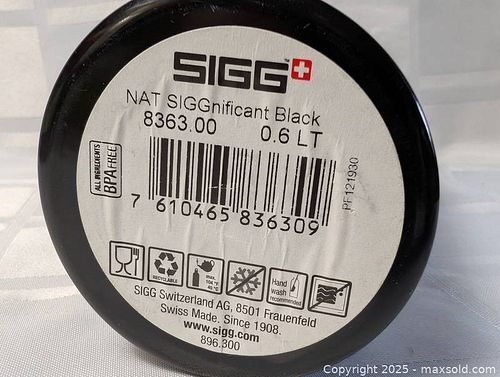 SIGG
NAT SIGGnificant Black
8363.00 0.6 LT
ALL INGREDIENTS
BPA FREE
PF121930
7 610465 836309
RECYCLABLE
max.
104 °F
40 °C
Hand
wash
recommended
SIGG Switzerland AG, 8501 Frauenfeld
Swiss Made. Since 1908.
www.sigg.com
896.300
Copyright 2025 - maxsold.com